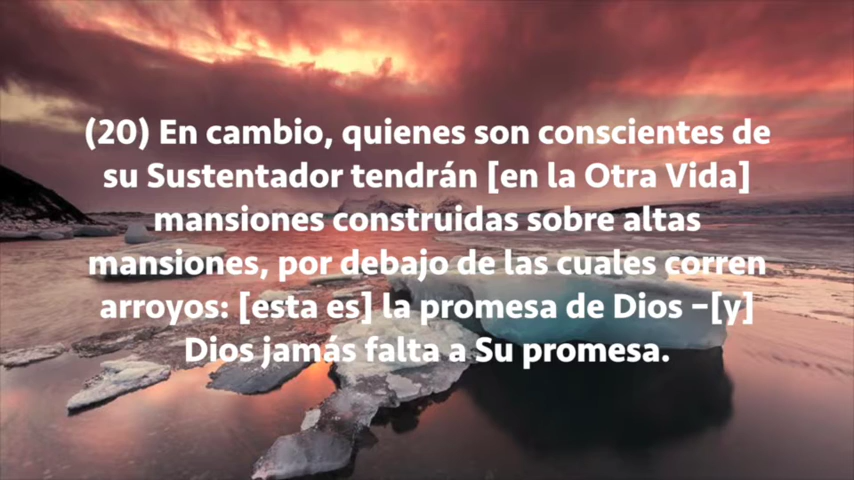 (20) En cambio, quienes son conscientes de
su Sustentador tendrán [en la Otra Vida]
mansiones construidas sobre altas
mansiones, por debajo de las cuales corren
arroyos: [esta es] la promesa de Dios –[y]
Dios jamás falta a Su promesa.